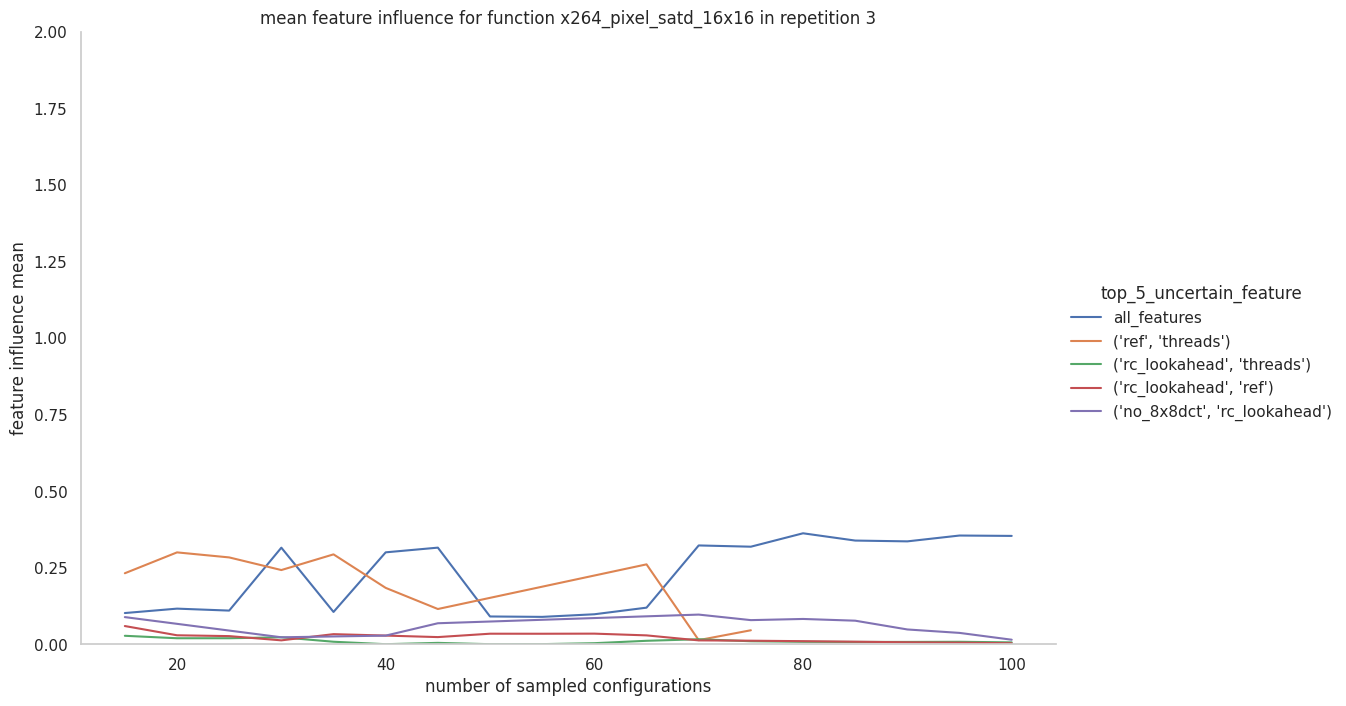 mean feature influence for function x264_pixel_satd_16x16 in repetition 3
2.00
1.75
1.50
1.25
1.00
0.75
0.50
0.25
0.00
feature influence mean
20
40
60
80
100
number of sampled configurations
top_5_uncertain_feature
all_features
('ref', 'threads')
('rc_lookahead', 'threads')
('rc_lookahead', 'ref')
('no_8x8dct', 'rc_lookahead')